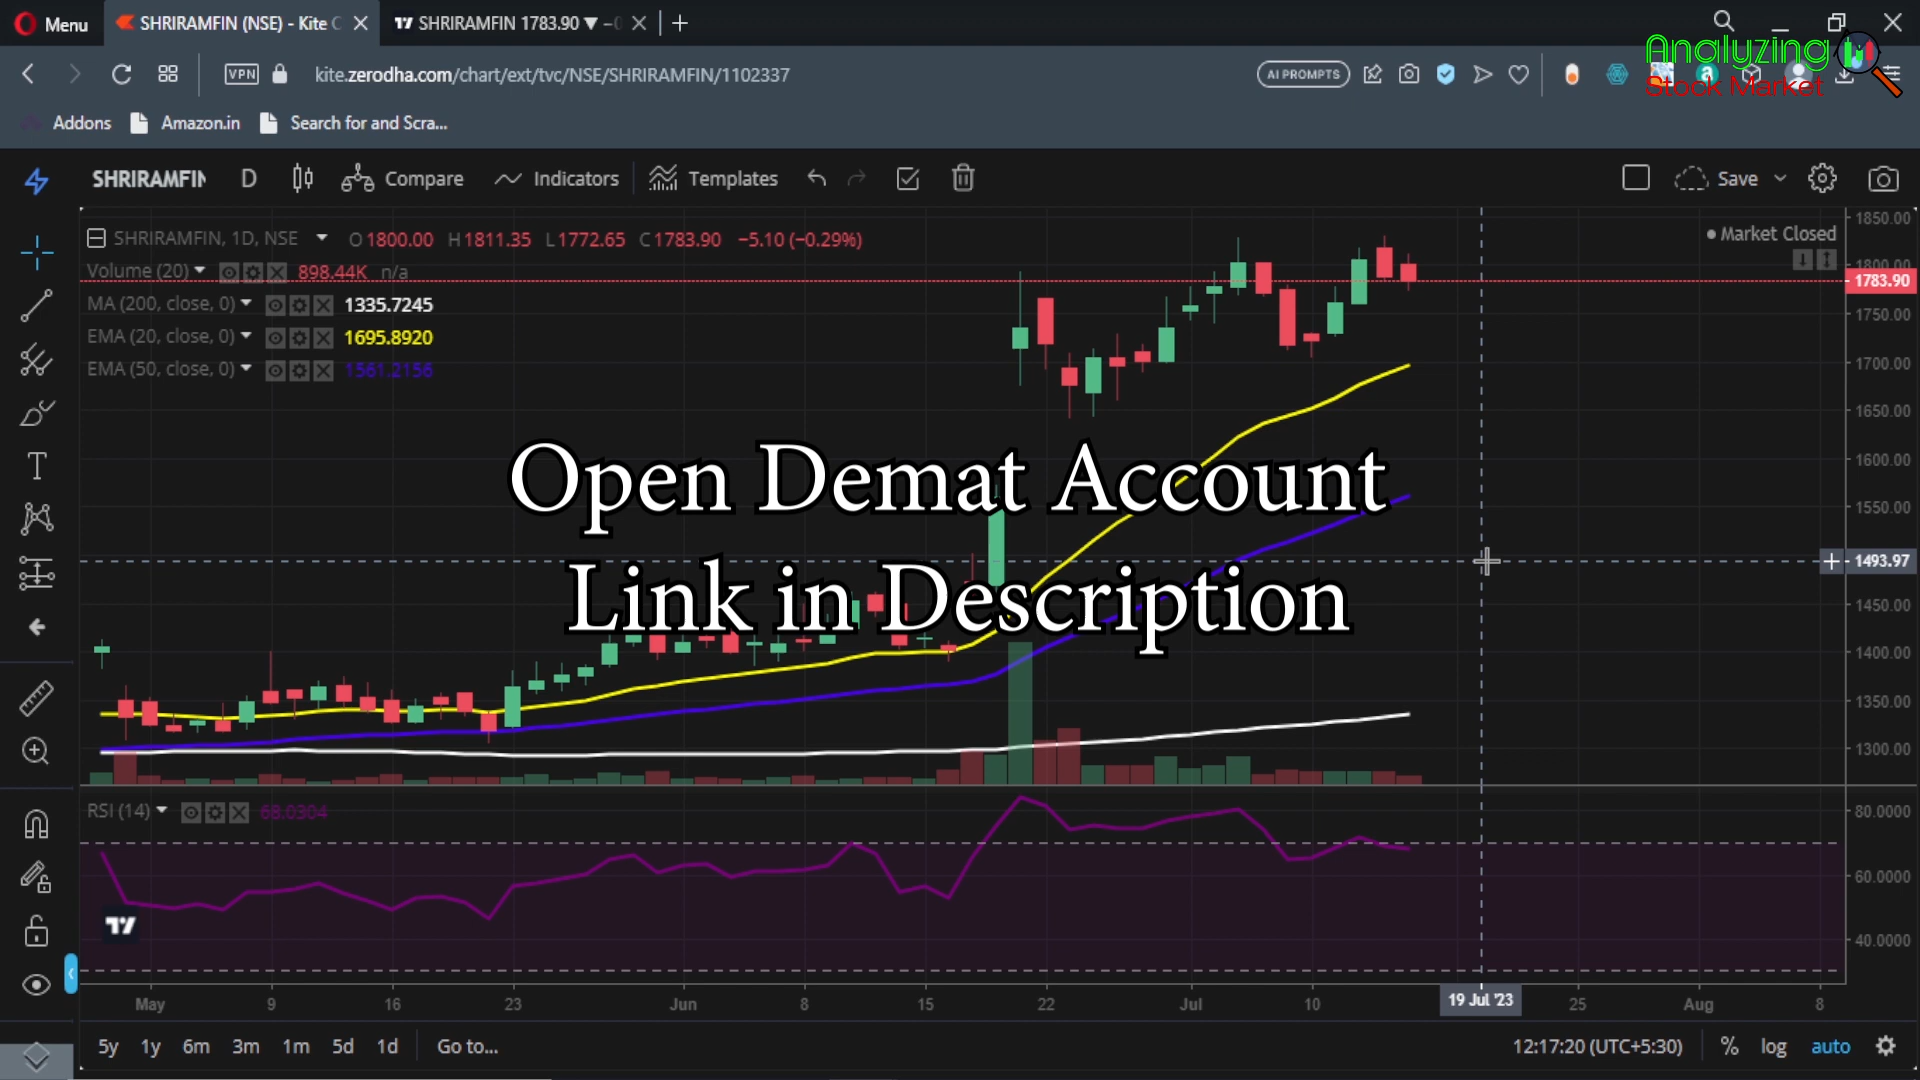 Menu
SHRIRAMFIN (NSE) - Kite C
SHRIRAMFIN 1783.90 ▼ −0
Analyzing
Stock Market
VPN
kite.zerodha.com/chart/ext/tvc/NSE/SHRIRAMFIN/1102337
AI PROMPTS
Addons
Amazon.in
Search for and Scra...
SHRIRAMFIN
D
Compare
Indicators
Templates
Save
SHRIRAMFIN, 1D, NSE
O 1800.00 H 1811.35 L 1772.65 C 1783.90 −5.10 (−0.29%)
Market Closed
Volume (20) 898.44K n/a
MA (200, close, 0) 1335.7245
EMA (20, close, 0) 1695.8920
EMA (50, close, 0) 1561.2156
1850.00
1800.00
1783.90
1750.00
1700.00
1650.00
1600.00
1550.00
1493.97
1450.00
1400.00
1350.00
1300.00
Open Demat Account
Link in Description
RSI (14) 68.0304
80.0000
60.0000
40.0000
May 9 16 23 Jun 8 15 22 Jul 10 19 Jul '23 25 Aug 8
5y 1y 6m 3m 1m 5d 1d Go to...
12:17:20 (UTC+5:30) % log auto